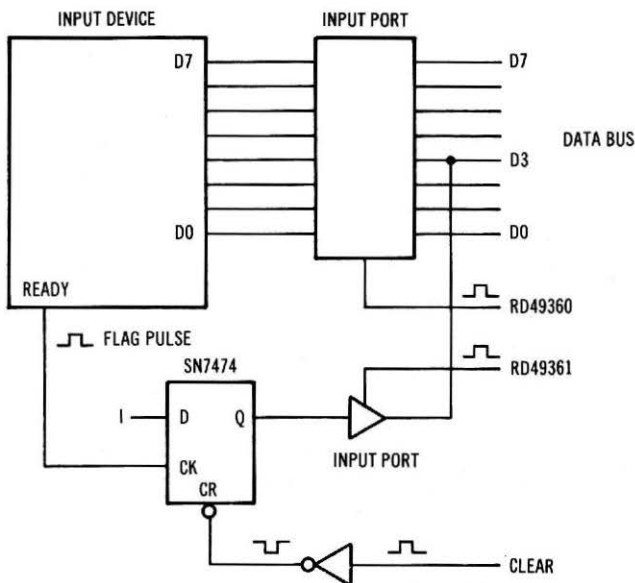 INPUT DEVICE
INPUT PORT
D7
D7
DATA BUS
D3
D0
D0
READY
RD49360
FLAG PULSE
RD49361
SN7474
I
D
Q
INPUT PORT
CK
CR
CLEAR